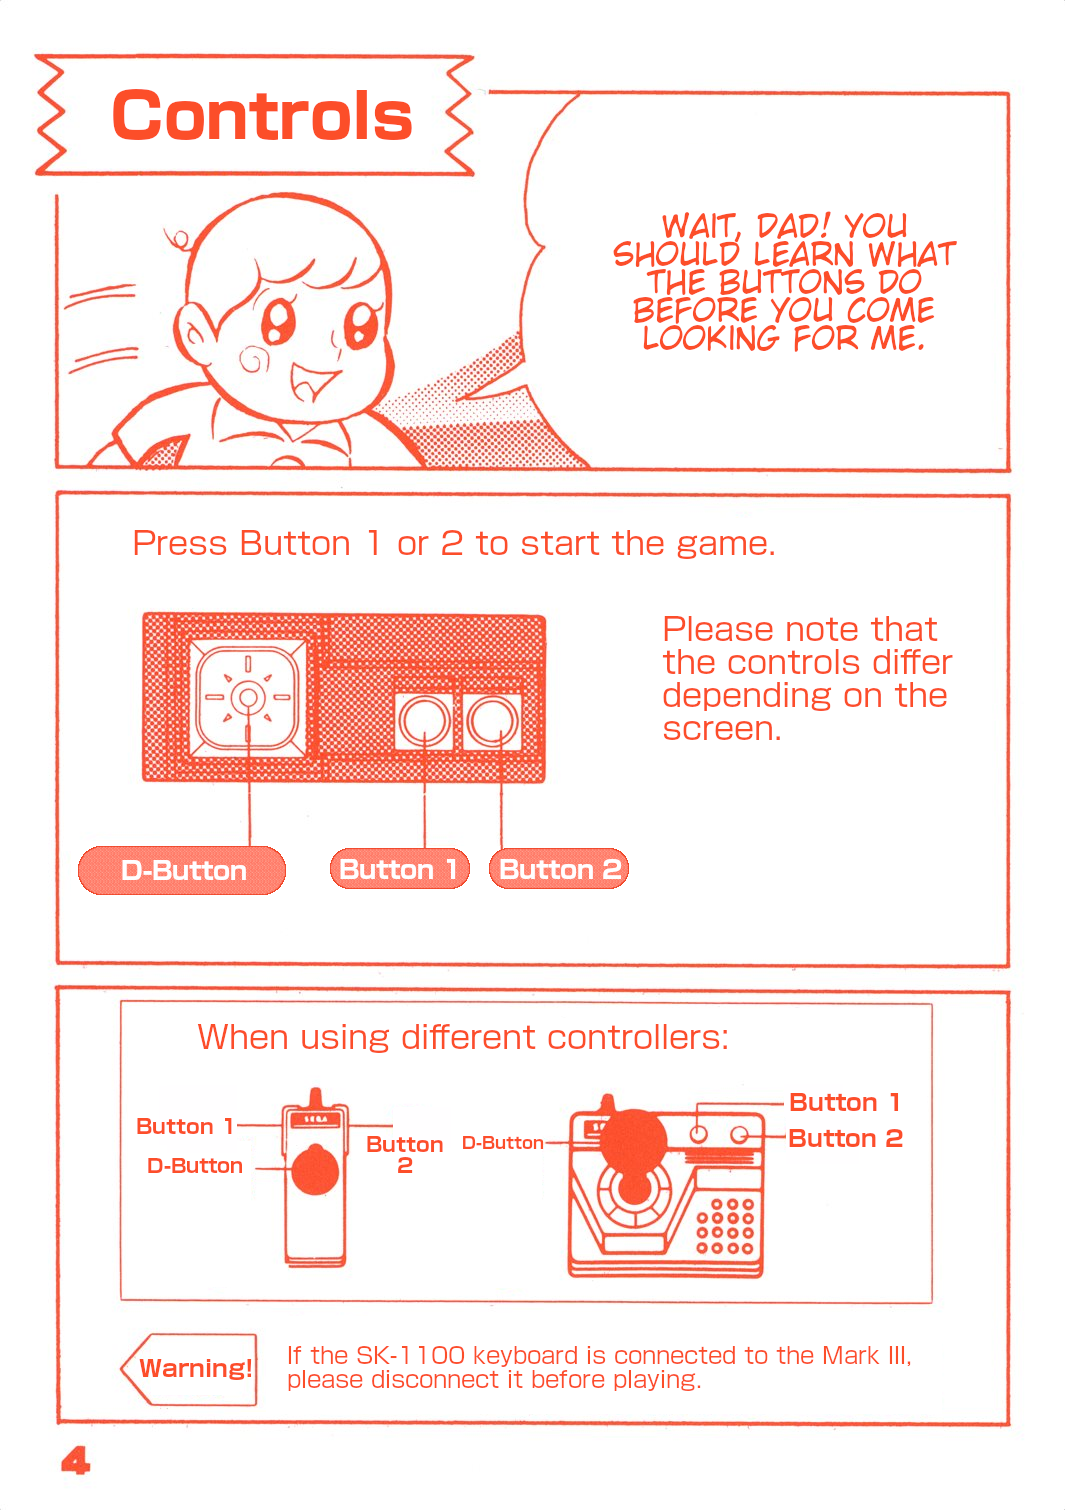 Controls
WAIT, DAD! YOU
SHOULD LEARN WHAT
THE BUTTONS DO
BEFORE YOU COME
LOOKING FOR ME.
Press Button 1 or 2 to start the game.
Please note that
the controls differ
depending on the
screen.
D-Button
Button 1
Button 2
When using different controllers:
SEGA
Button 1
Button
2
D-Button
SEGA
D-Button
Button 1
Button 2
Warning!
If the SK-1100 keyboard is connected to the Mark III,
please disconnect it before playing.
4